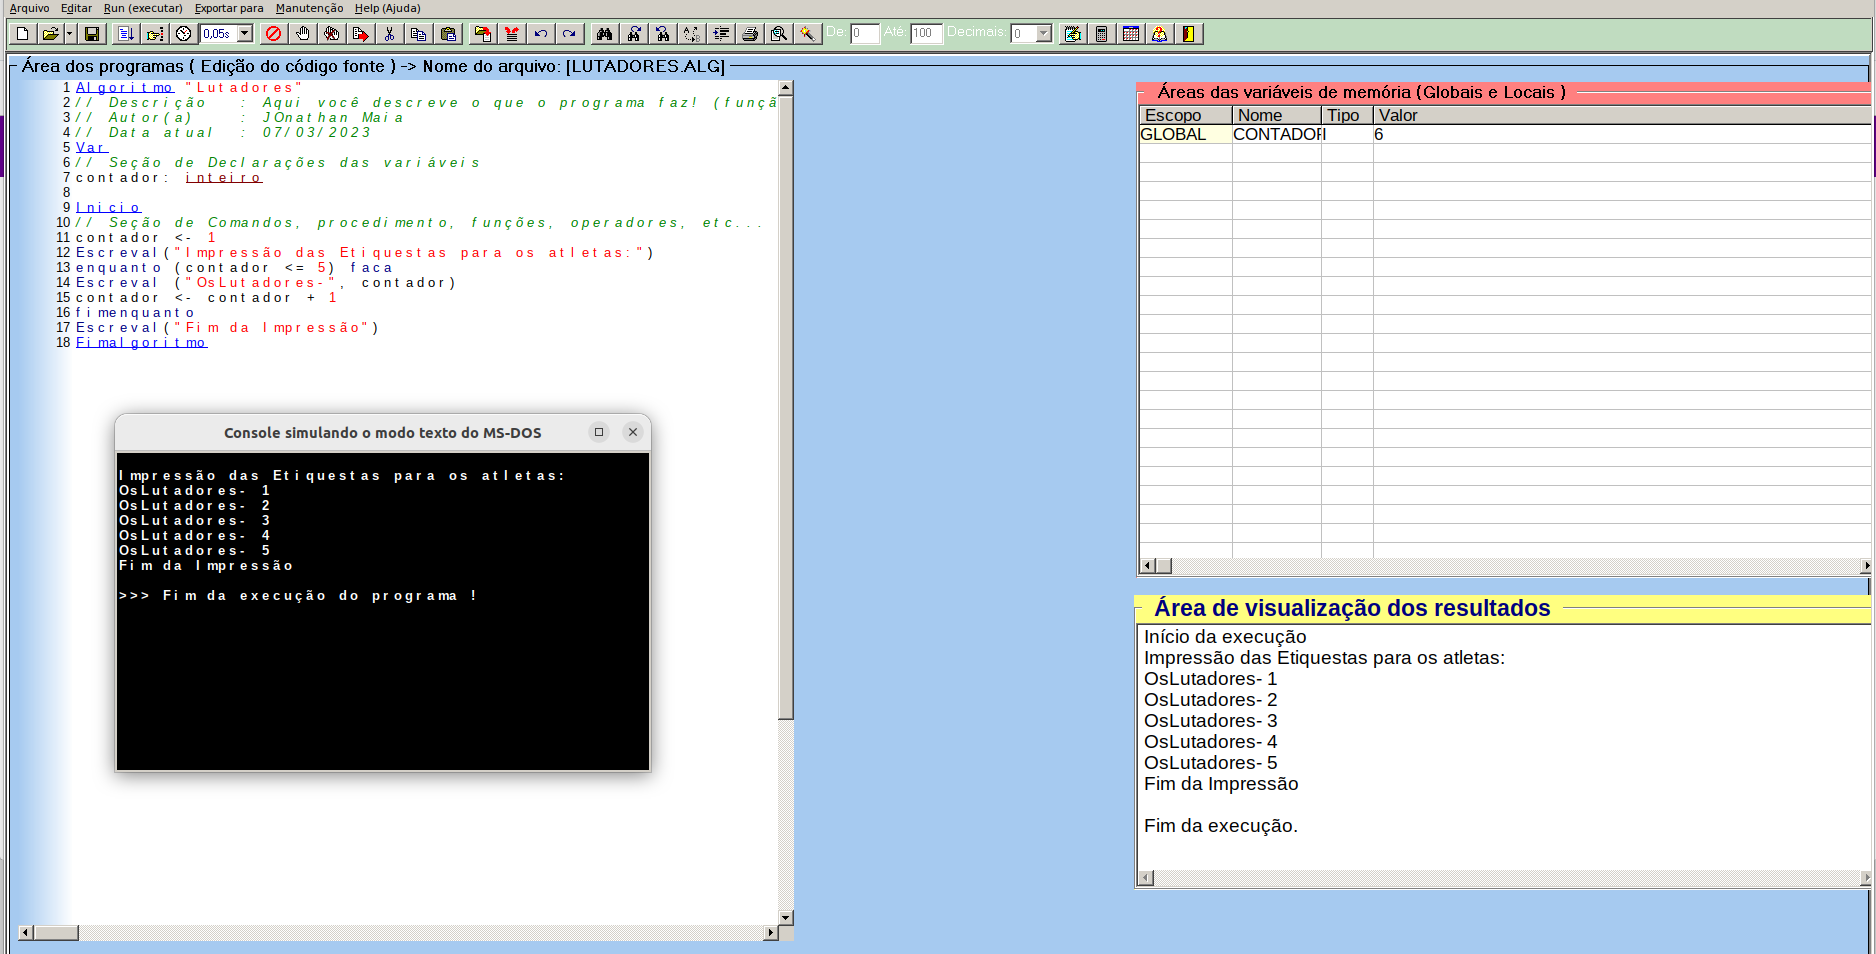 Arquivo Editar Run (executar) Exportar para Manutenção Help (Ajuda)
0,05s De: 0 Até: 100 Decimais: 0
Área dos programas ( Edição do código fonte ) -> Nome do arquivo: [LUTADORES.ALG]
1 Algoritmo "Lutadores"
2 // Descrição : Aqui você descreve o que o programa faz! (funçã
3 // Autor(a) : JOnathan Maia
4 // Data atual : 07/03/2023
5 Var
6 // Seção de Declarações das variáveis
7 contador: inteiro
8
9 Inicio
10 // Seção de Comandos, procedimento, funções, operadores, etc...
11 contador <- 1
12 Escreval("Impressão das Etiquestas para os atletas:")
13 enquanto (contador <= 5) faca
14 Escreval ("OsLutadores-", contador)
15 contador <- contador + 1
16 fimenquanto
17 Escreval("Fim da Impressão")
18 Fimalgoritmo
Console simulando o modo texto do MS-DOS
Impressão das Etiquestas para os atletas:
OsLutadores- 1
OsLutadores- 2
OsLutadores- 3
OsLutadores- 4
OsLutadores- 5
Fim da Impressão
>>> Fim da execução do programa !
Áreas das variáveis de memória (Globais e Locais )
Escopo Nome Tipo Valor
GLOBAL CONTADOR I 6
Área de visualização dos resultados
Início da execução
Impressão das Etiquestas para os atletas:
OsLutadores- 1
OsLutadores- 2
OsLutadores- 3
OsLutadores- 4
OsLutadores- 5
Fim da Impressão
Fim da execução.